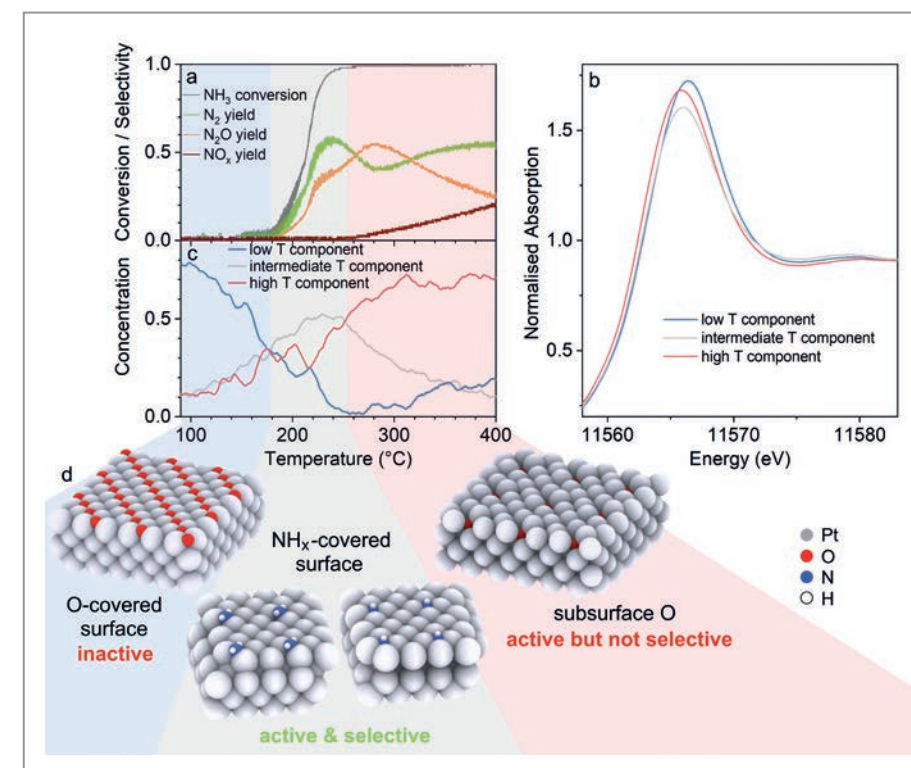 a
NH₃ conversion
N₂ yield
N₂O yield
NOₓ yield
1.0
0.5
0.0
Conversion / Selectivity
c
low T component
intermediate T component
high T component
0.5
0.0
Concentration
100
200
300
400
Temperature (°C)
b
1.5
1.0
0.5
Normalised Absorption
low T component
intermediate T component
high T component
11560
11570
11580
Energy (eV)
d
O-covered
surface
inactive
NHₓ-covered
surface
active & selective
subsurface O
active but not selective
Pt
O
N
H